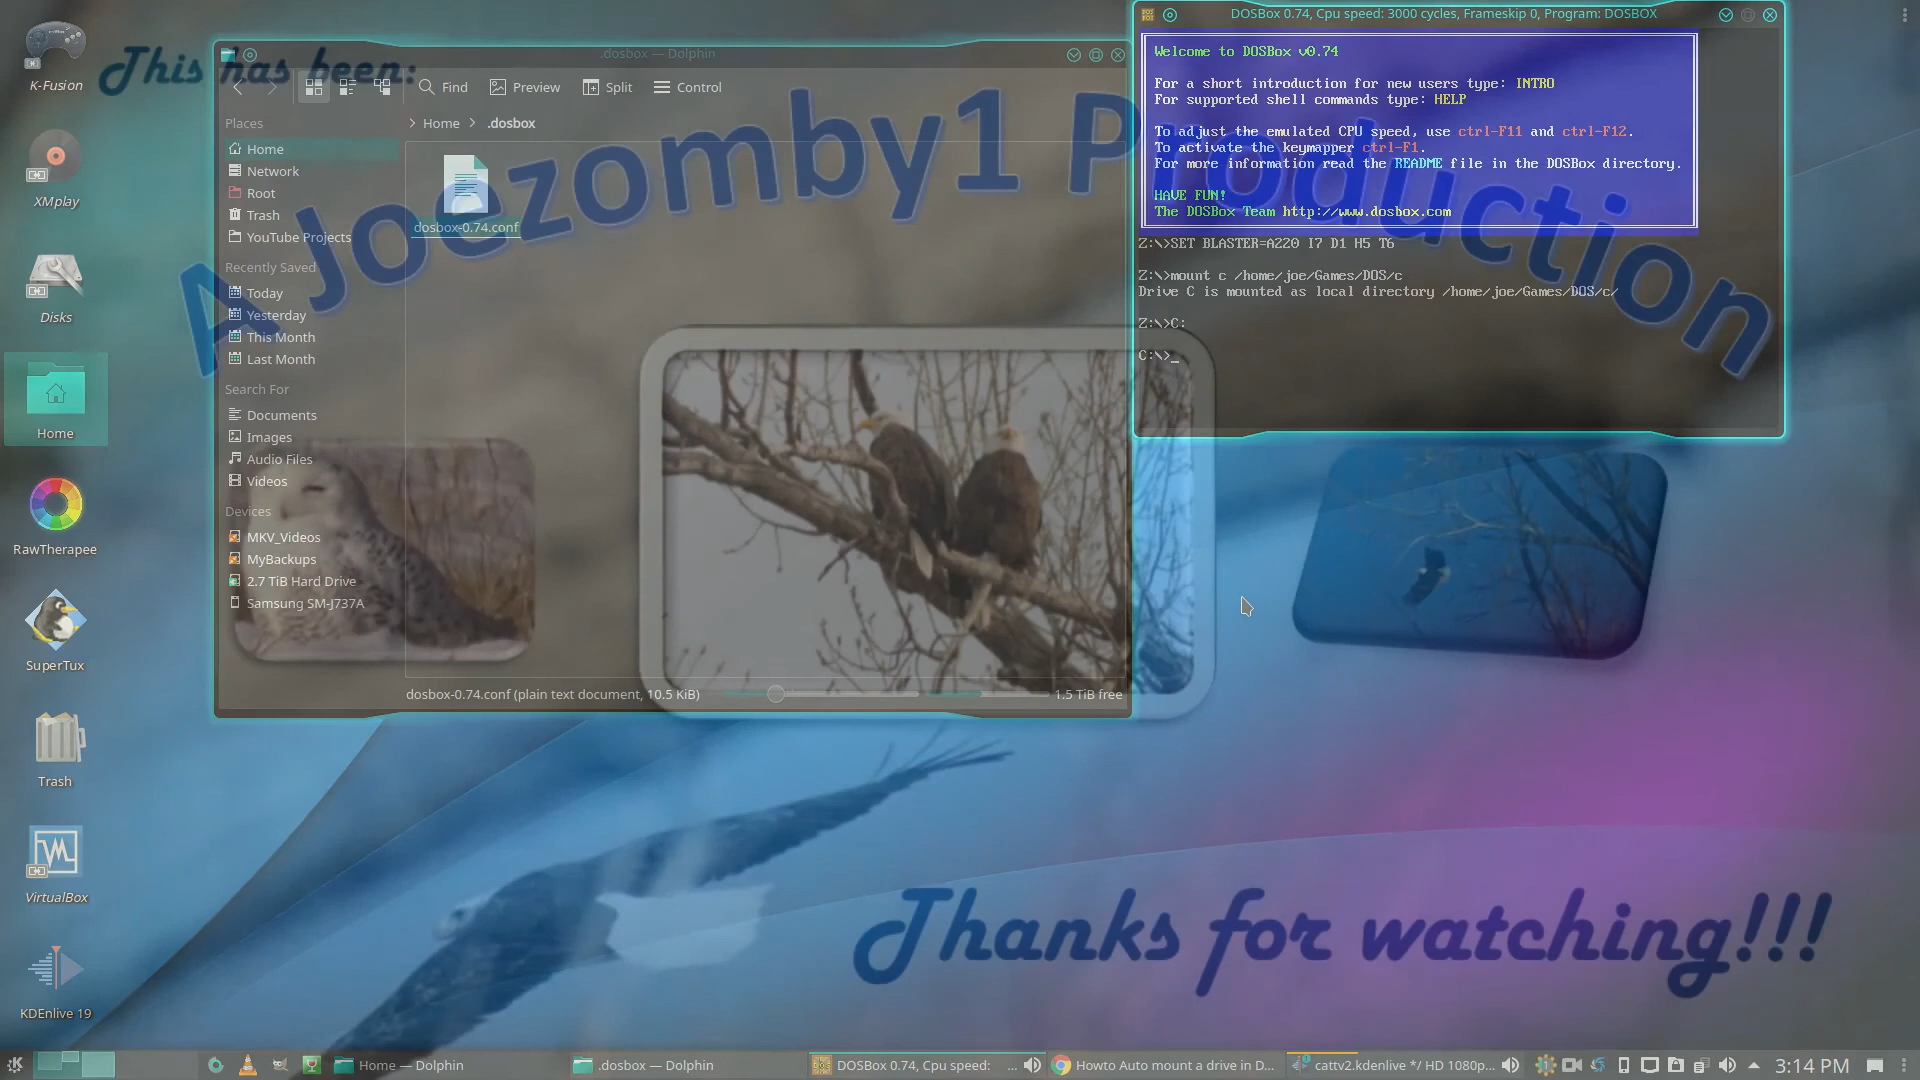 This has been:
A Joezomby1 Production
Thanks for watching!!!
K-Fusion
XMplay
Disks
Home
RawTherapee
SuperTux
Trash
VirtualBox
KDEnlive 19
.dosbox — Dolphin
Find
Preview
Split
Control
Places
Home
Network
Root
Trash
YouTube Projects
Recently Saved
Today
Yesterday
This Month
Last Month
Search For
Documents
Images
Audio Files
Videos
Devices
MKV_Videos
MyBackups
2.7 TiB Hard Drive
Samsung SM-J737A
Home > .dosbox
dosbox-0.74.conf
dosbox-0.74.conf (plain text document, 10.5 KiB)
1.5 TiB free
DOSBox 0.74, Cpu speed: 3000 cycles, Frameskip 0, Program: DOSBOX
Welcome to DOSBox v0.74
For a short introduction for new users type: INTRO
For supported shell commands type: HELP
To adjust the emulated CPU speed, use ctrl-F11 and ctrl-F12.
To activate the keymapper ctrl-F1.
For more information read the README file in the DOSBox directory.
HAVE FUN!
The DOSBox Team http://www.dosbox.com
Z:\>SET BLASTER=A220 I7 D1 H5 T6
Z:\>mount c /home/joe/Games/DOS/c
Drive C is mounted as local directory /home/joe/Games/DOS/c/
Z:\>C:
C:\>_
Home — Dolphin
.dosbox — Dolphin
DOSBox 0.74, Cpu speed: ...
Howto Auto mount a drive in D...
cattv2.kdenlive */ HD 1080p...
3:14 PM